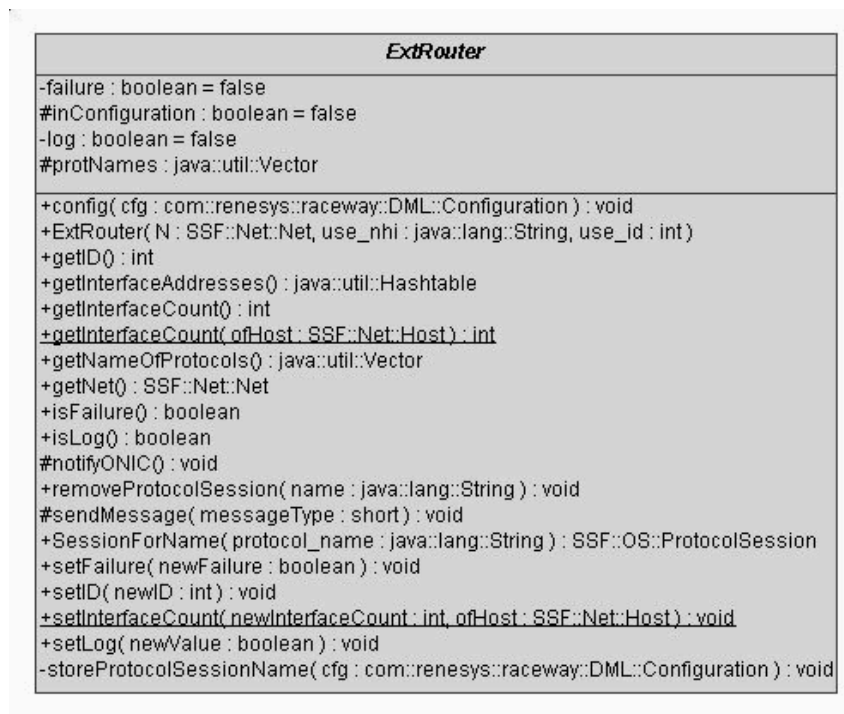 ExtRouter
-failure : boolean = false
#inConfiguration : boolean = false
-log : boolean = false
#protNames : java::util::Vector
+config( cfg : com::renesys::raceway::DML::Configuration ) : void
+ExtRouter( N : SSF::Net::Net, use_nhi : java::lang::String, use_id : int )
+getID() : int
+getInterfaceAddresses() : java::util::Hashtable
+getInterfaceCount() : int
+getInterfaceCount( ofHost : SSF::Net::Host ) : int
+getNameOfProtocols() : java::util::Vector
+getNet() : SSF::Net::Net
+isFailure() : boolean
+isLog() : boolean
#notifyONIC() : void
+removeProtocolSession( name : java::lang::String ) : void
#sendMessage( messageType : short ) : void
+SessionForName( protocol_name : java::lang::String ) : SSF::OS::ProtocolSession
+setFailure( newFailure : boolean ) : void
+setID( newID : int ) : void
+setInterfaceCount( newInterfaceCount : int, ofHost : SSF::Net::Host ) : void
+setLog( newValue : boolean ) : void
-storeProtocolSessionName( cfg : com::renesys::raceway::DML::Configuration ) : void